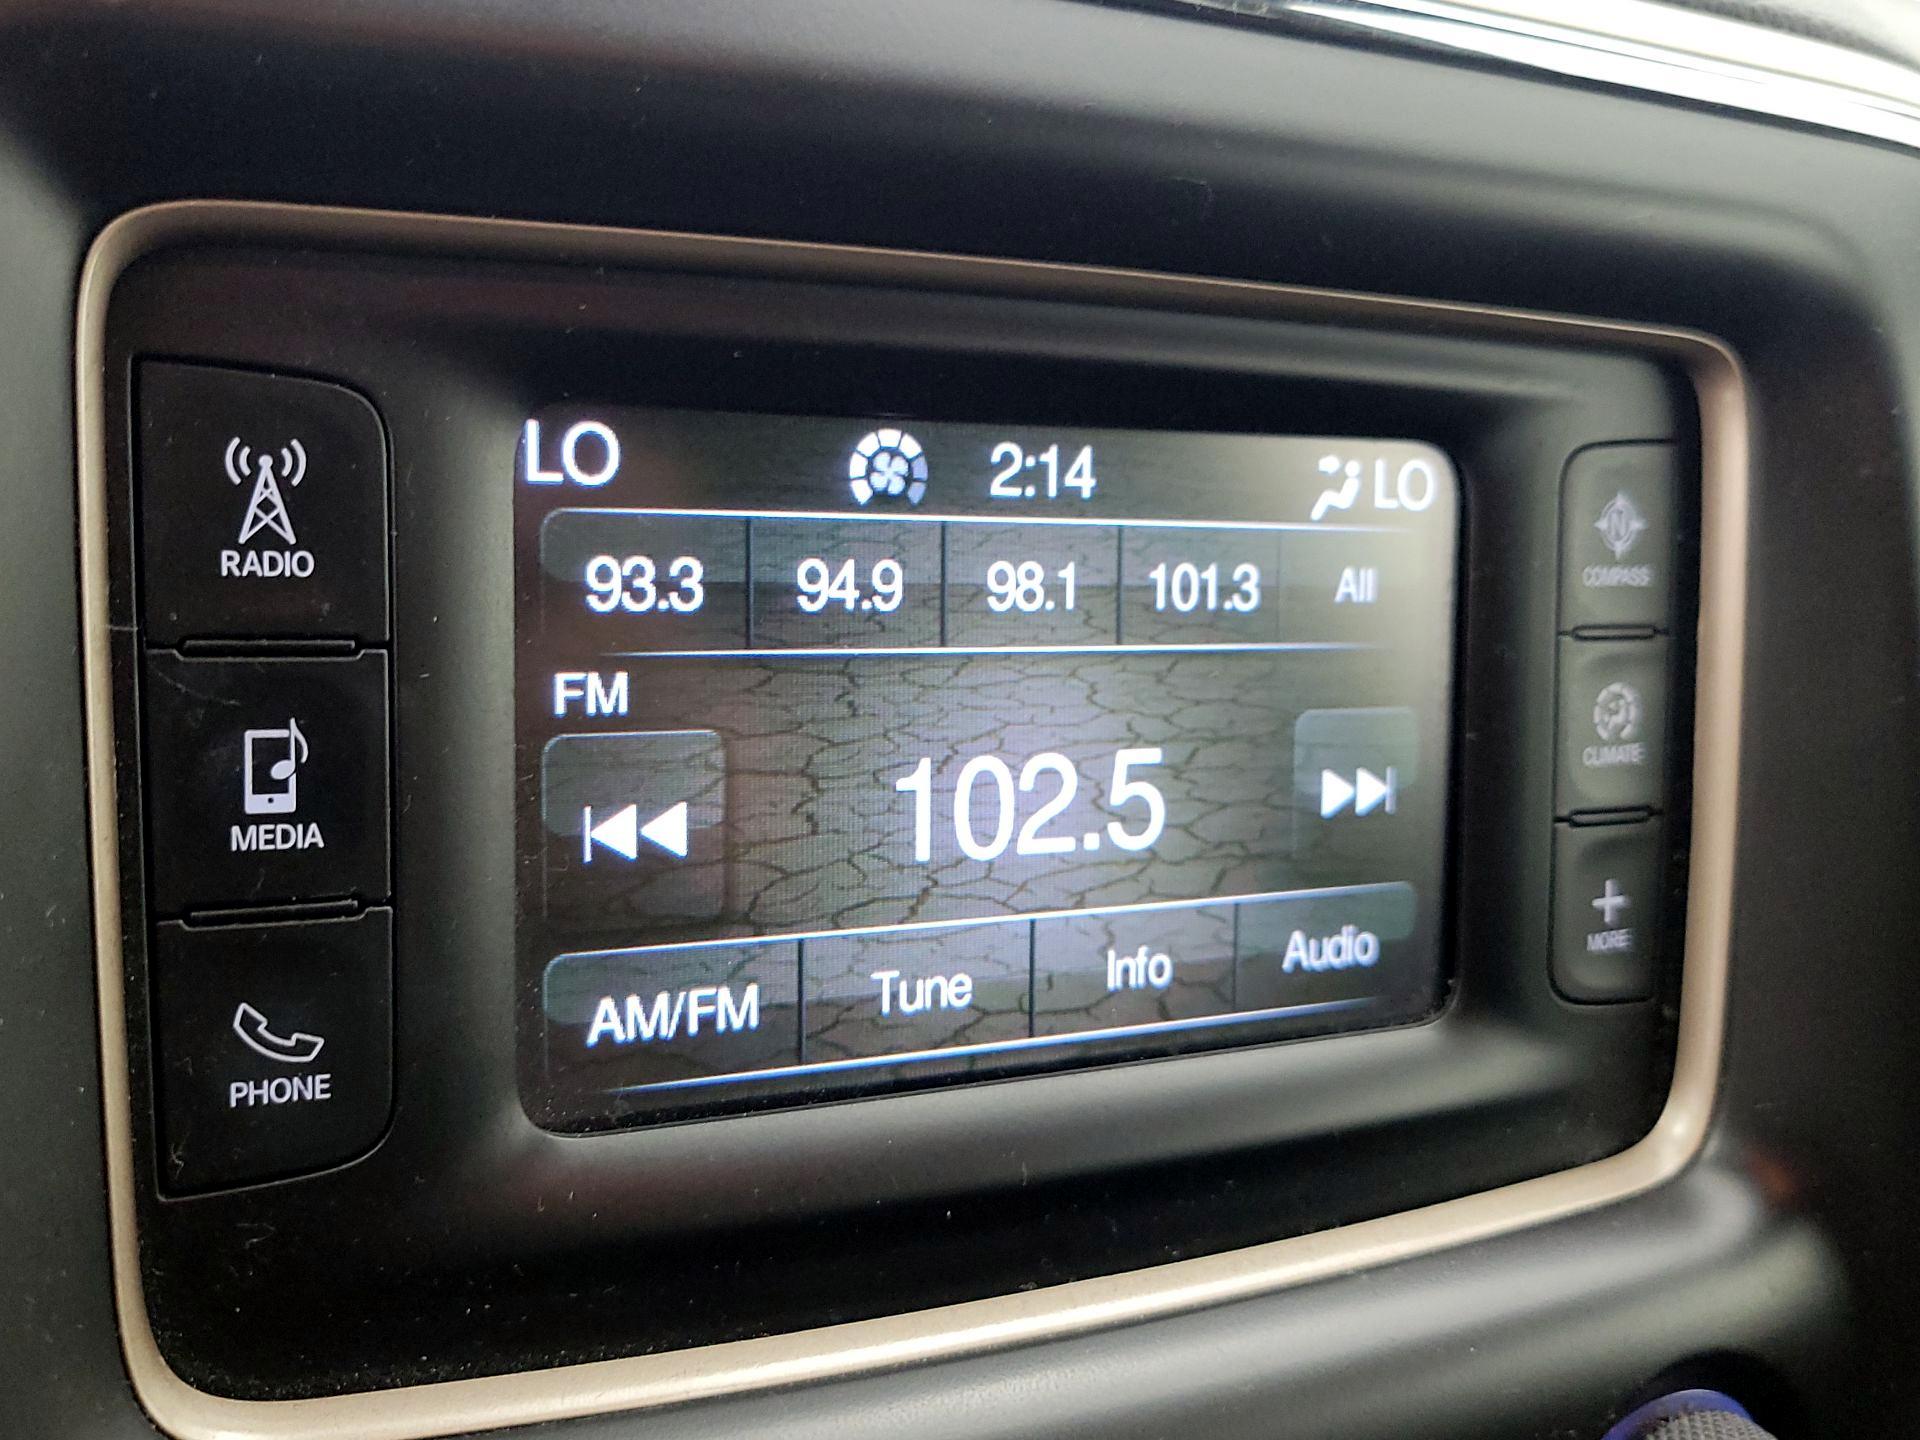 LO 2:14 LO
93.3 94.9 98.1 101.3 All
FM
102.5
AM/FM Tune Info Audio
RADIO
MEDIA
PHONE
N
COMPASS
CLIMATE
MORE